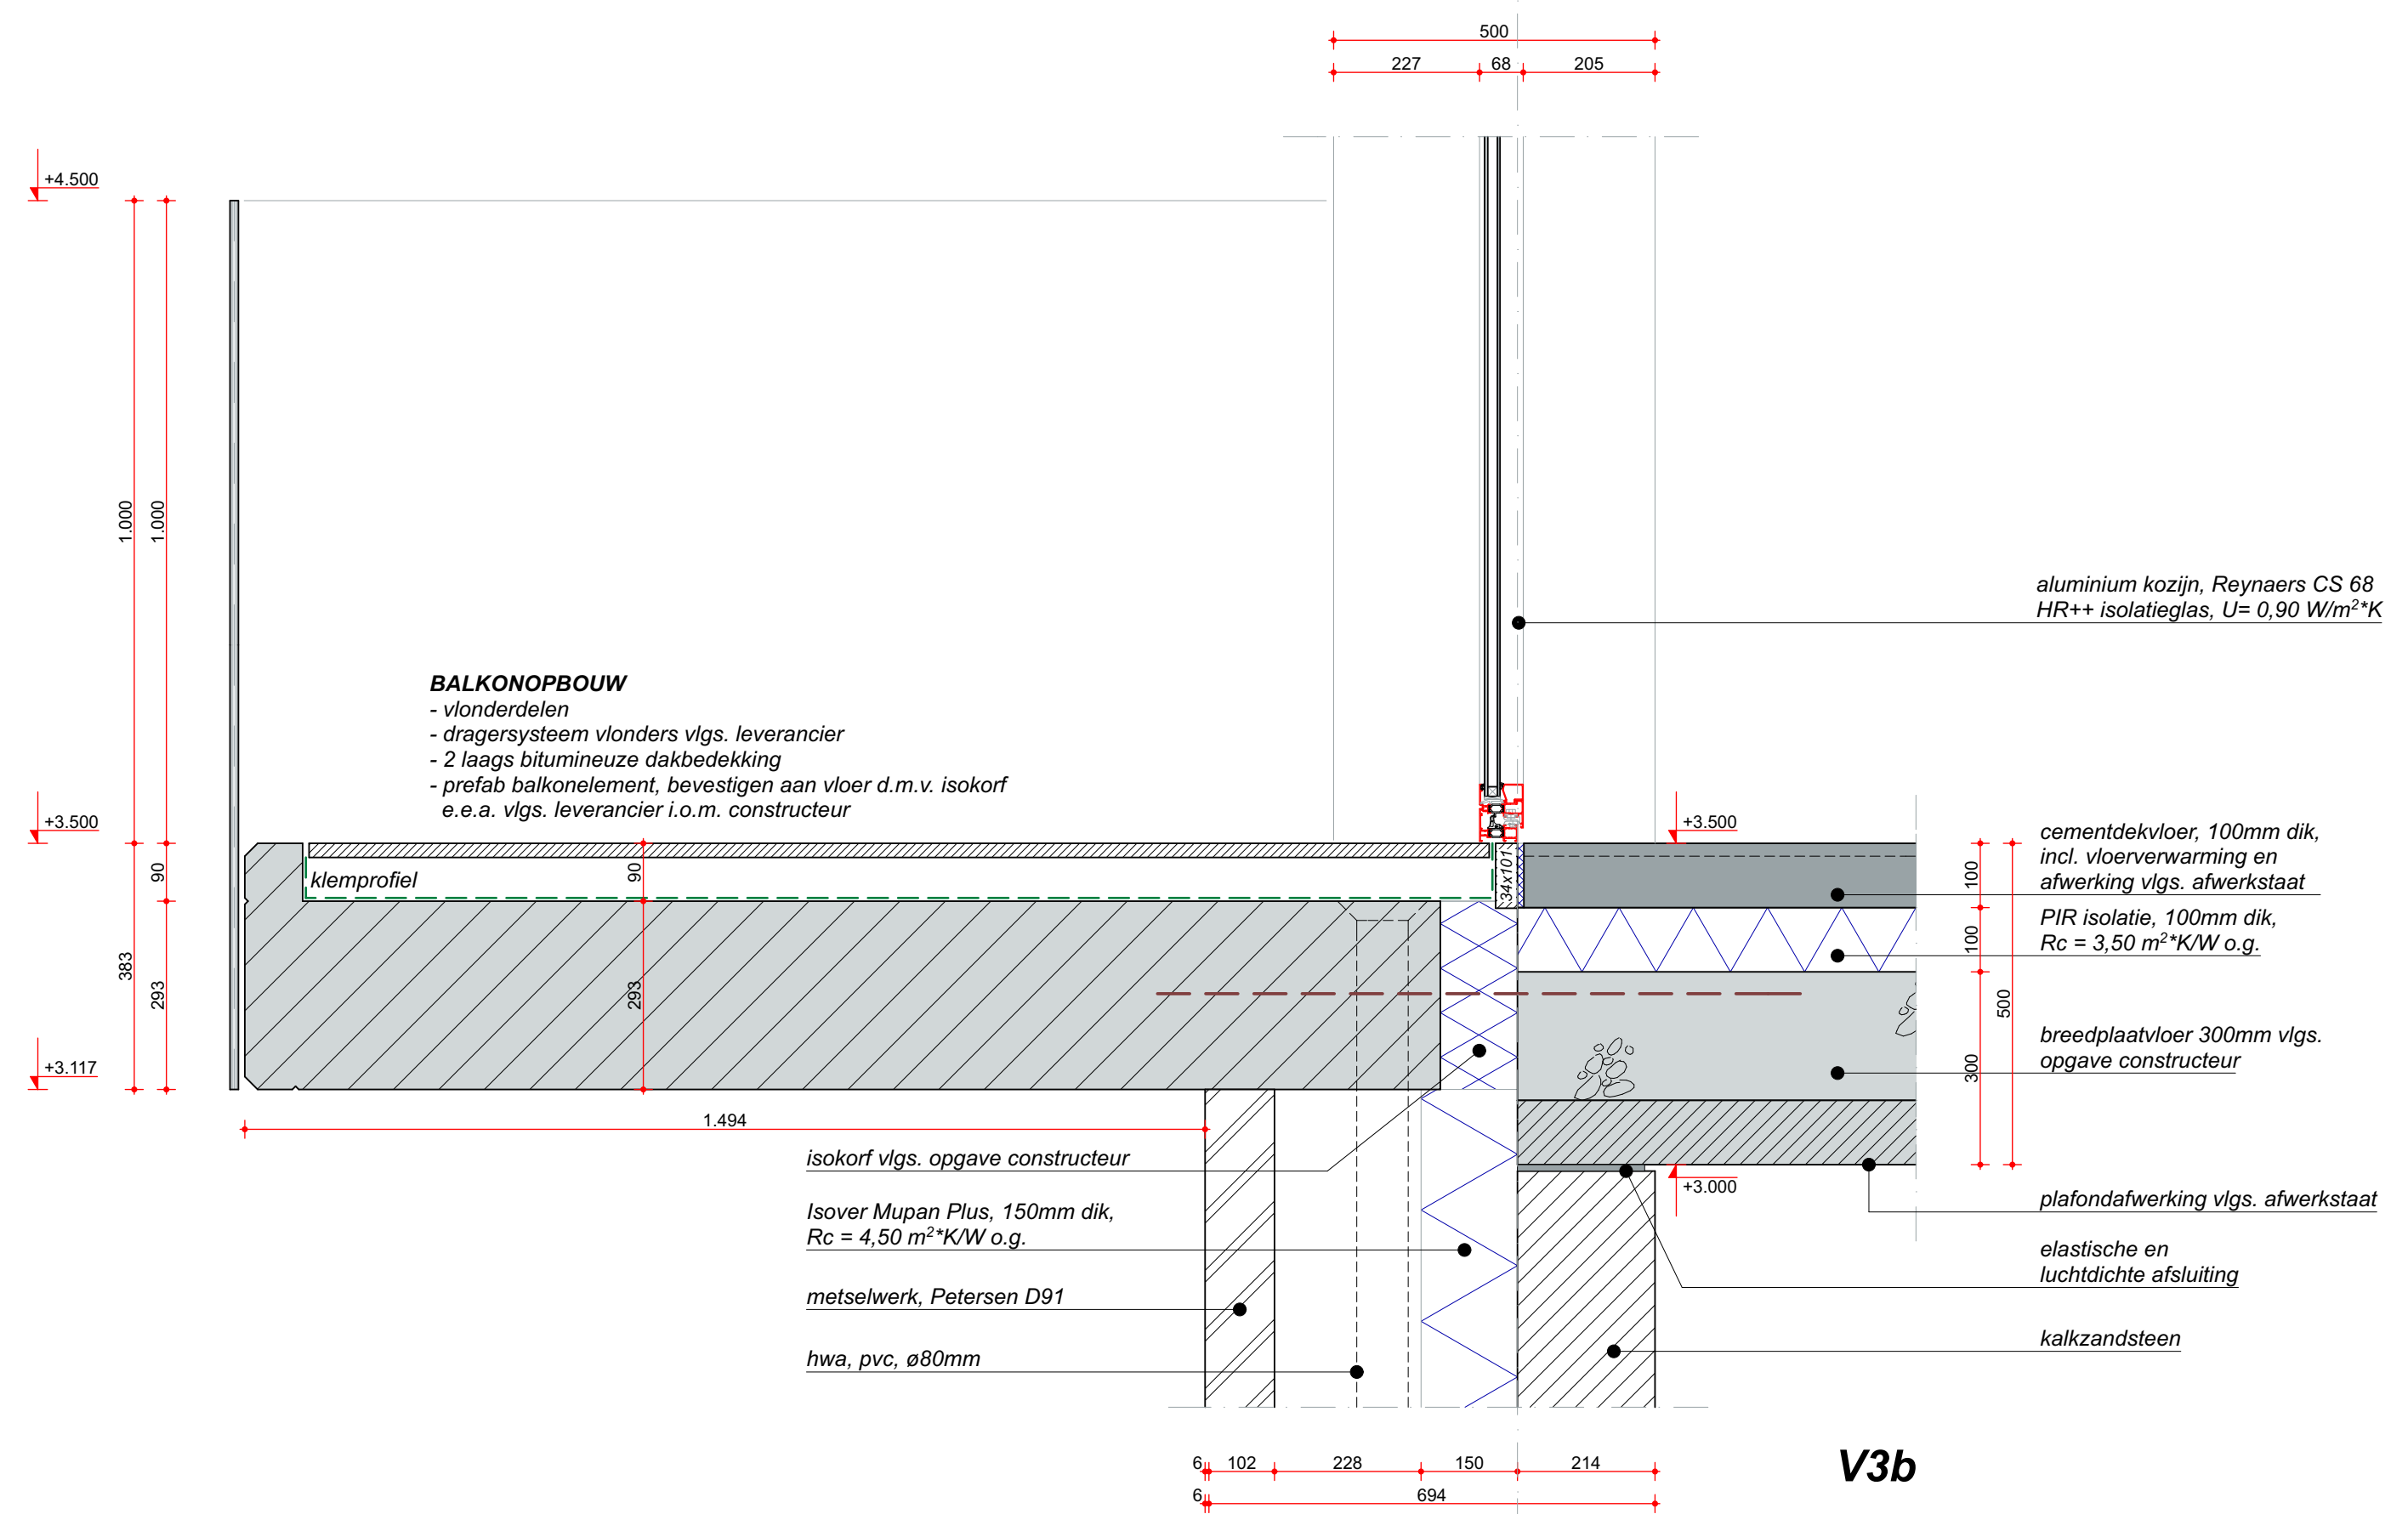 500
227
68
205
+4.500
1.000
1.000
aluminium kozijn, Reynaers CS 68
HR++ isolatieglas, U= 0,90 W/m²*K
BALKONOPBOUW
- vlonderdelen
- dragersysteem vlonders vlgs. leverancier
- 2 laags bitumineuze dakbedekking
- prefab balkonelement, bevestigen aan vloer d.m.v. isokorf
e.e.a. vlgs. leverancier i.o.m. constructeur
+3.500
+3.500
cementdekvloer, 100mm dik,
incl. vloerverwarming en
afwerking vlgs. afwerkstaat
90
klemprofiel
90
34x101
100
PIR isolatie, 100mm dik,
Rc = 3,50 m²*K/W o.g.
100
383
293
293
500
breedplaatvloer 300mm vlgs.
opgave constructeur
300
+3.117
1.494
isokorf vlgs. opgave constructeur
+3.000
plafondafwerking vlgs. afwerkstaat
Isover Mupan Plus, 150mm dik,
Rc = 4,50 m²*K/W o.g.
elastische en
luchtdichte afsluiting
metselwerk, Petersen D91
kalkzandsteen
hwa, pvc, ø80mm
6
102
228
150
214
V3b
6
694